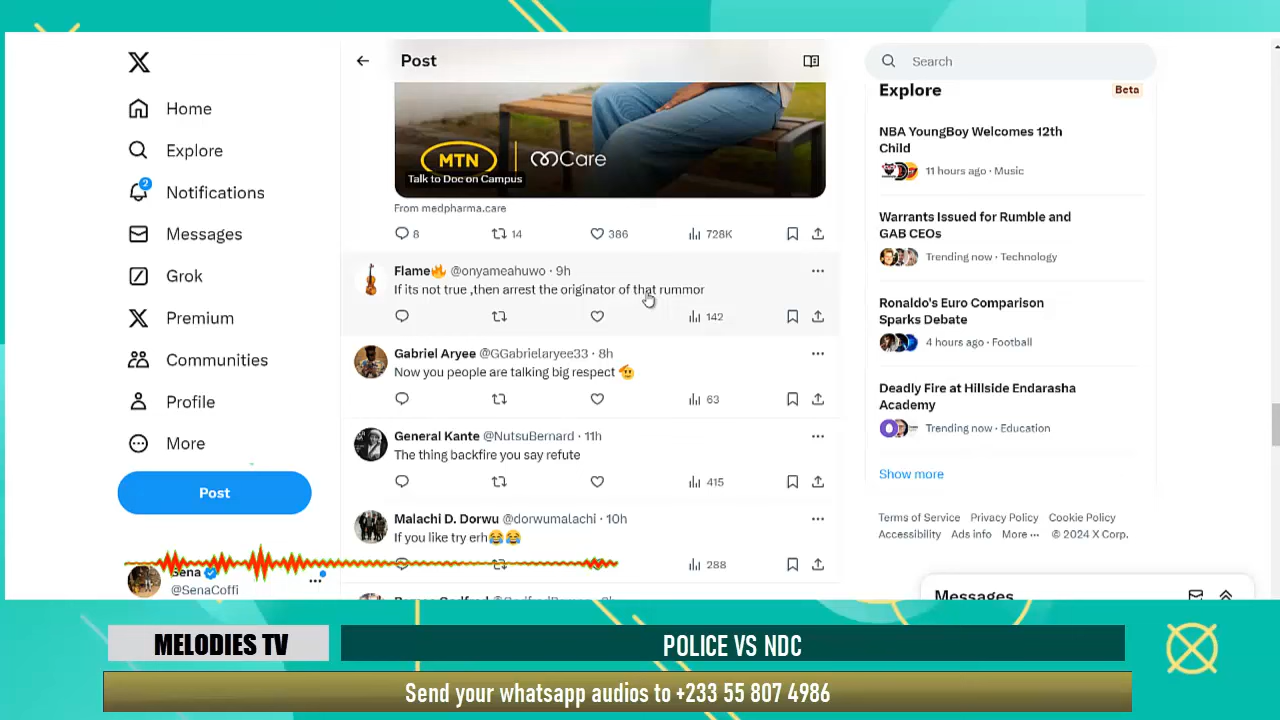 Home
Explore
Notifications
2
Messages
Grok
Premium
Communities
Profile
More
Post
Sena
@SenaCoffi
Post
MTN | mCare
Talk to Doc on Campus
From medpharma.care
8 14 386 728K
Flame🔥 @onyameahuwo · 9h
If its not true ,then arrest the originator of that rummor
142
Gabriel Aryee @GGabrielaryee33 · 8h
Now you people are talking big respect 🫡
63
General Kante @NutsuBernard · 11h
The thing backfire you say refute
415
Malachi D. Dorwu @dorwumalachi · 10h
If you like try erh😂😂
288
Search
Explore Beta
NBA YoungBoy Welcomes 12th
Child
11 hours ago · Music
Warrants Issued for Rumble and
GAB CEOs
Trending now · Technology
Ronaldo's Euro Comparison
Sparks Debate
4 hours ago · Football
Deadly Fire at Hillside Endarasha
Academy
Trending now · Education
Show more
Terms of Service Privacy Policy Cookie Policy
Accessibility Ads info More ··· © 2024 X Corp.
Messages
MELODIES TV
POLICE VS NDC
Send your whatsapp audios to +233 55 807 4986